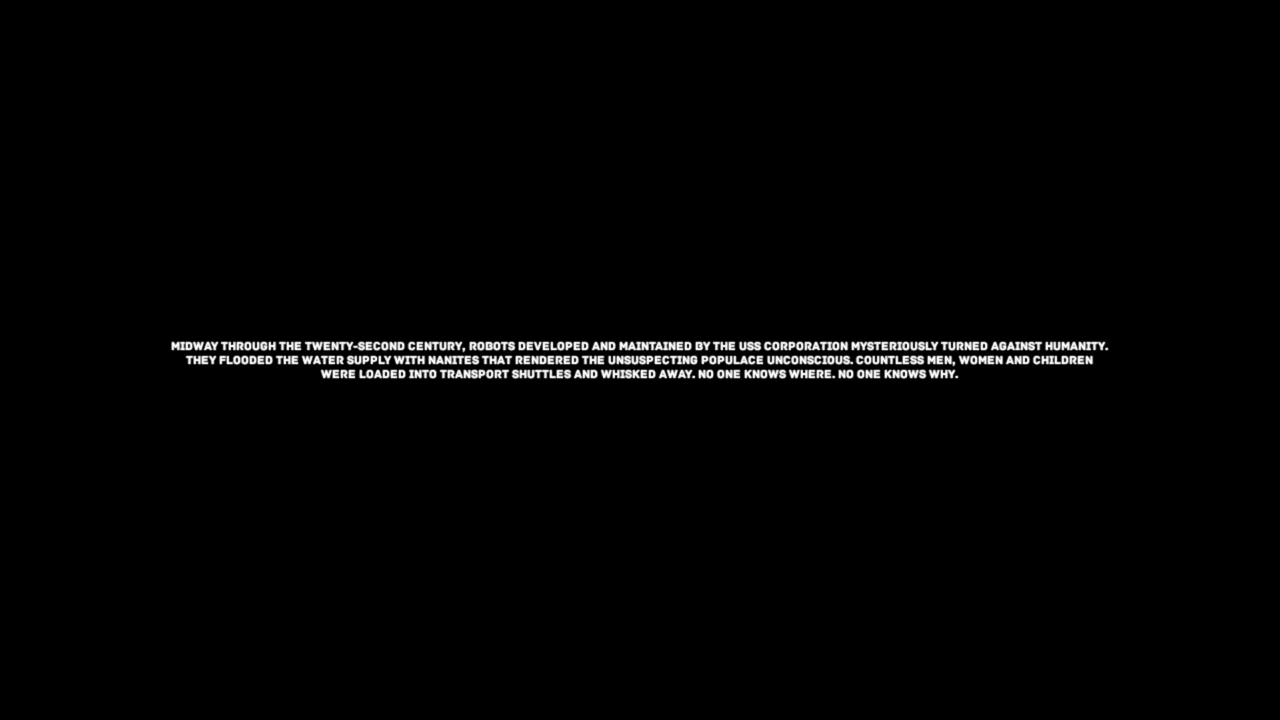 MIDWAY THROUGH THE TWENTY-SECOND CENTURY, ROBOTS DEVELOPED AND MAINTAINED BY THE USS CORPORATION MYSTERIOUSLY TURNED AGAINST HUMANITY.
THEY FLOODED THE WATER SUPPLY WITH NANITES THAT RENDERED THE UNSUSPECTING POPULACE UNCONSCIOUS. COUNTLESS MEN, WOMEN AND CHILDREN
WERE LOADED INTO TRANSPORT SHUTTLES AND WHISKED AWAY. NO ONE KNOWS WHERE. NO ONE KNOWS WHY.